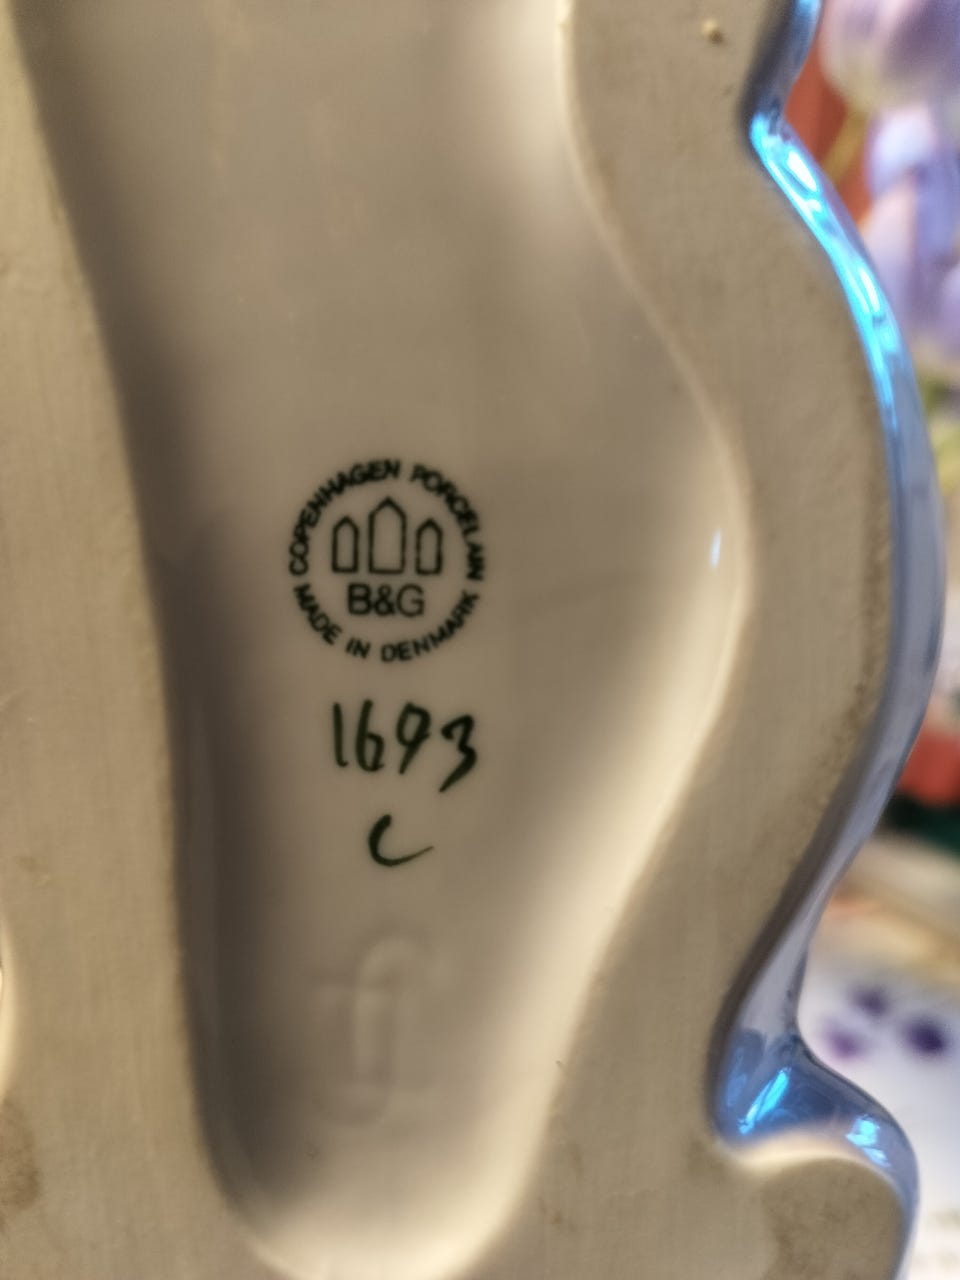 COPENHAGEN PORCELAIN
B&G
MADE IN DENMARK
1693
C